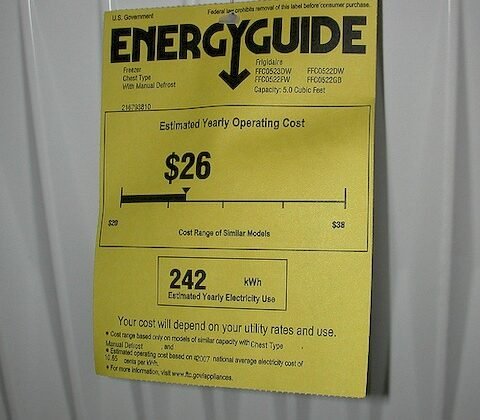 U.S. Government
Federal law prohibits removal of this label before consumer purchase.
ENERGYGUIDE
Freezer
Chest Type
With Manual Defrost
Frigidaire
FFC0523DW FFC0522DW
FFC0522FW FFC0522GB
Capacity: 5.0 Cubic Feet
216793810
Estimated Yearly Operating Cost
$26
$20 $38
Cost Range of Similar Models
242 kWh
Estimated Yearly Electricity Use
Your cost will depend on your utility rates and use.
• Cost range based only on models of similar capacity with Chest Type
Manual Defrost , and
• Estimated operating cost based on a2007 national average electricity cost of
10.65 cents per kWh.
• For more information, visit www.ftc.gov/appliances.